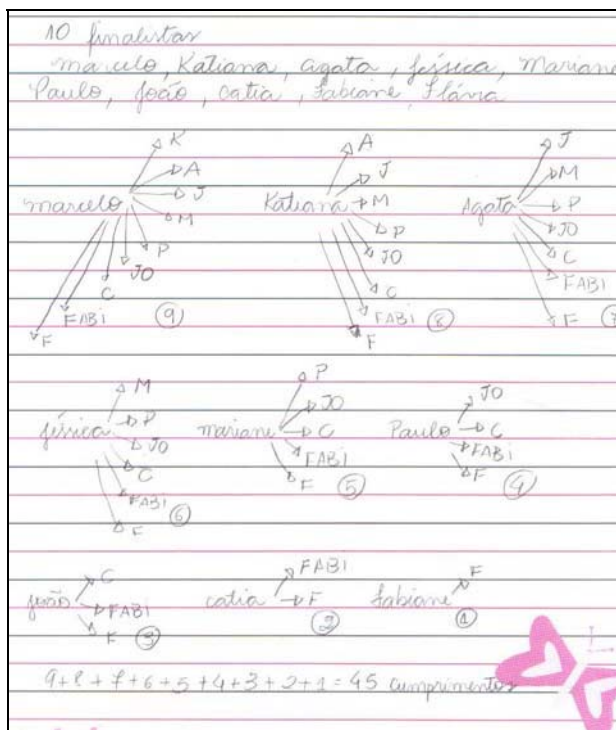 10 finalistas
marcelo, Katiana, Agata, Jéssica, Mariane
Paulo, João, Catia, Fabiane, Flávia
K
A
J
marcelo M
P
JO
C
FABI 9
F
A
J
Katiana M
P
JO
C
FABI 8
F
J
M
Agata P
JO
C
FABI
F 7
M
Jéssica P
JO
C
FABI 6
F
P
JO
mariane C
FABI
F 5
JO
Paulo C
FABI
F 4
C
João FABI
F 3
FABI
catia F
2
F
fabiane
1
9+8+7+6+5+4+3+2+1=45 cumprimentos